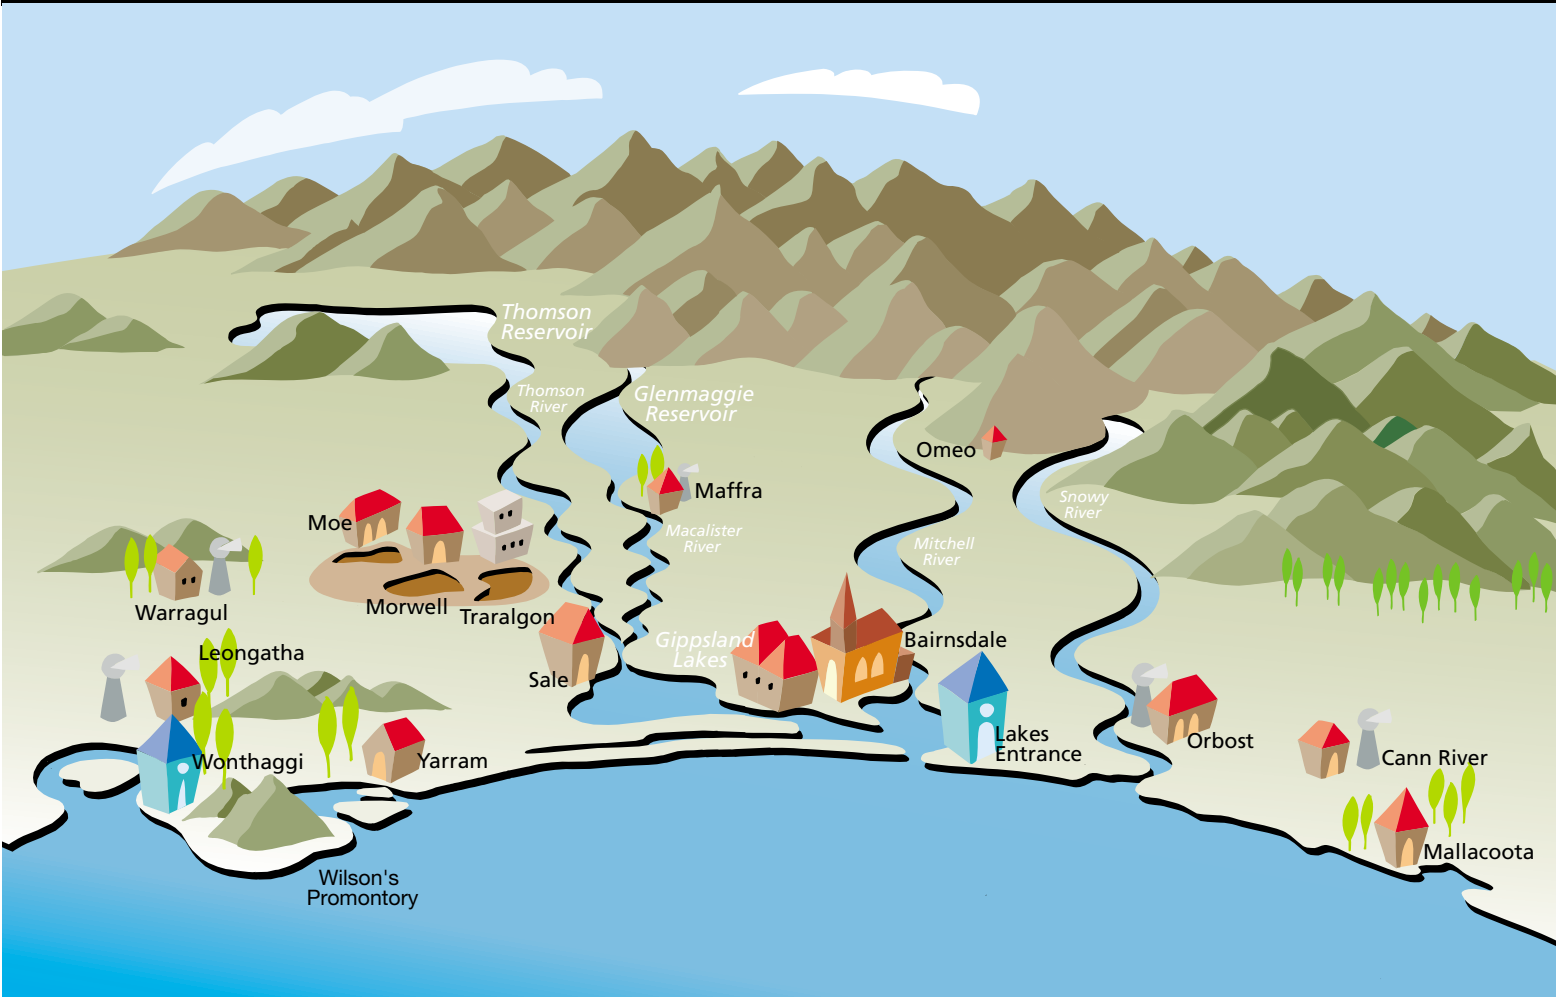 Thomson
Reservoir
Thomson
River
Glenmaggie
Reservoir
Omeo
Maffra
Snowy
River
Moe
Macalister
River
Mitchell
River
Warragul
Morwell
Traralgon
Gippsland
Lakes
Bairnsdale
Leongatha
Sale
Lakes
Entrance
Orbost
Wonthaggi
Yarram
Cann River
Mallacoota
Wilson's
Promontory